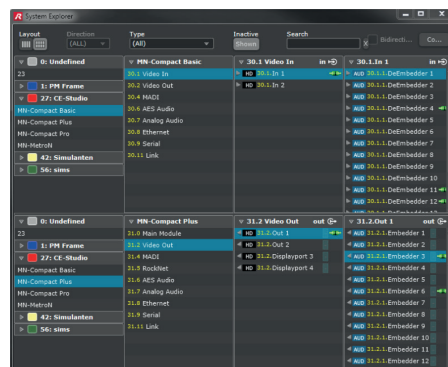 System Explorer
Layout
Direction
(ALL)
Type
(All)
Inactive
Shown
Search
X
Bidirecti...
Co...
0: Undefined
23
1: PM Frame
27: CE-Studio
MN-Compact Basic
MN-Compact Plus
MN-Compact Pro
MN-MetroN
42: Simulanten
56: sims
MN-Compact Basic
30.1 Video In
30.2 Video Out
30.4 MADI
30.6 AES Audio
30.7 Analog Audio
30.8 Ethernet
30.9 Serial
30.11 Link
30.1 Video In in
HD 30.1.In 1
HD 30.1.In 2
30.1.In 1 in
AUD 30.1.1.DeEmbedder 1
AUD 30.1.1.DeEmbedder 2
AUD 30.1.1.DeEmbedder 3
AUD 30.1.1.DeEmbedder 4
AUD 30.1.1.DeEmbedder 5
AUD 30.1.1.DeEmbedder 6
AUD 30.1.1.DeEmbedder 7
AUD 30.1.1.DeEmbedder 8
AUD 30.1.1.DeEmbedder 9
AUD 30.1.1.DeEmbedder 10
AUD 30.1.1.DeEmbedder 11
AUD 30.1.1.DeEmbedder 12
0: Undefined
23
1: PM Frame
27: CE-Studio
MN-Compact Basic
MN-Compact Plus
MN-Compact Pro
MN-MetroN
42: Simulanten
56: sims
MN-Compact Plus
31.0 Main Module
31.2 Video Out
31.4 MADI
31.5 RockNet
31.6 AES Audio
31.7 Analog Audio
31.8 Ethernet
31.9 Serial
31.11 Link
31.2 Video Out out
HD 31.2.Out 1
HD 31.2.Out 2
HD 31.2.Displayport 3
HD 31.2.Displayport 4
31.2.Out 1 out
AUD 31.2.1.Embedder 1
AUD 31.2.1.Embedder 2
AUD 31.2.1.Embedder 3
AUD 31.2.1.Embedder 4
AUD 31.2.1.Embedder 5
AUD 31.2.1.Embedder 6
AUD 31.2.1.Embedder 7
AUD 31.2.1.Embedder 8
AUD 31.2.1.Embedder 9
AUD 31.2.1.Embedder 10
AUD 31.2.1.Embedder 11
AUD 31.2.1.Embedder 12